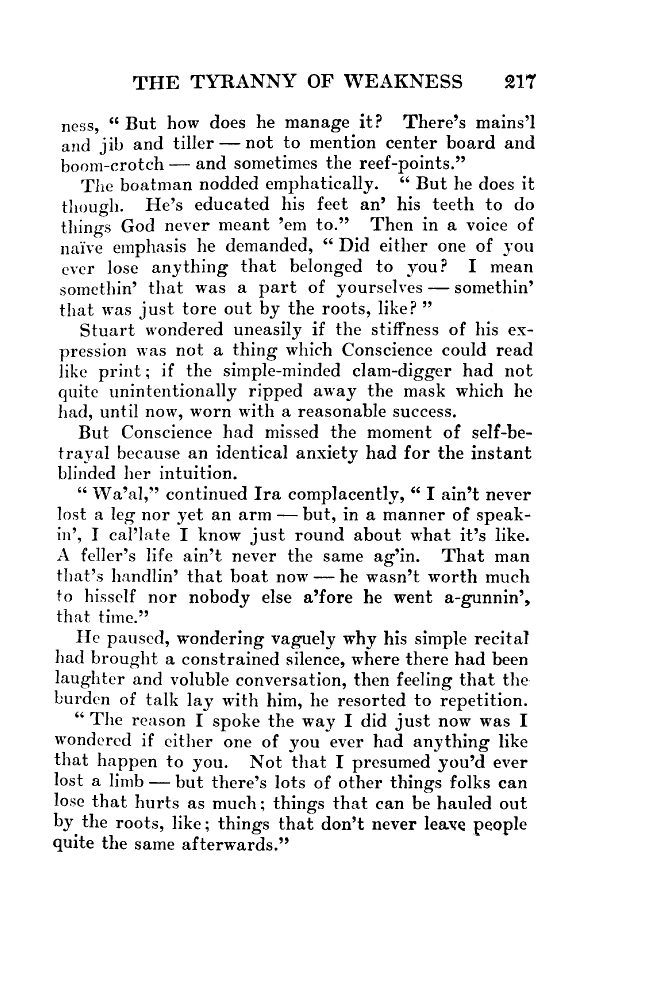 THE TYRANNY OF WEAKNESS 217
ness, “ But how does he manage it? There’s mains’l
and jib and tiller — not to mention center board and
boom-crotch — and sometimes the reef-points.”
The boatman nodded emphatically. “ But he does it
though. He’s educated his feet an’ his teeth to do
things God never meant ’em to.” Then in a voice of
naïve emphasis he demanded, “ Did either one of you
ever lose anything that belonged to you? I mean
somethin’ that was a part of yourselves — somethin’
that was just tore out by the roots, like? ”
Stuart wondered uneasily if the stiffness of his ex-
pression was not a thing which Conscience could read
like print; if the simple-minded clam-digger had not
quite unintentionally ripped away the mask which he
had, until now, worn with a reasonable success.
But Conscience had missed the moment of self-be-
trayal because an identical anxiety had for the instant
blinded her intuition.
“ Wa’al,” continued Ira complacently, “ I ain’t never
lost a leg nor yet an arm — but, in a manner of speak-
in’, I cal’late I know just round about what it’s like.
A feller’s life ain’t never the same ag’in. That man
that’s handlin’ that boat now — he wasn’t worth much
to hisself nor nobody else a’fore he went a-gunnin’,
that time.”
He paused, wondering vaguely why his simple recital
had brought a constrained silence, where there had been
laughter and voluble conversation, then feeling that the
burden of talk lay with him, he resorted to repetition.
“ The reason I spoke the way I did just now was I
wondered if either one of you ever had anything like
that happen to you. Not that I presumed you’d ever
lost a limb — but there’s lots of other things folks can
lose that hurts as much; things that can be hauled out
by the roots, like; things that don’t never leave people
quite the same afterwards.”